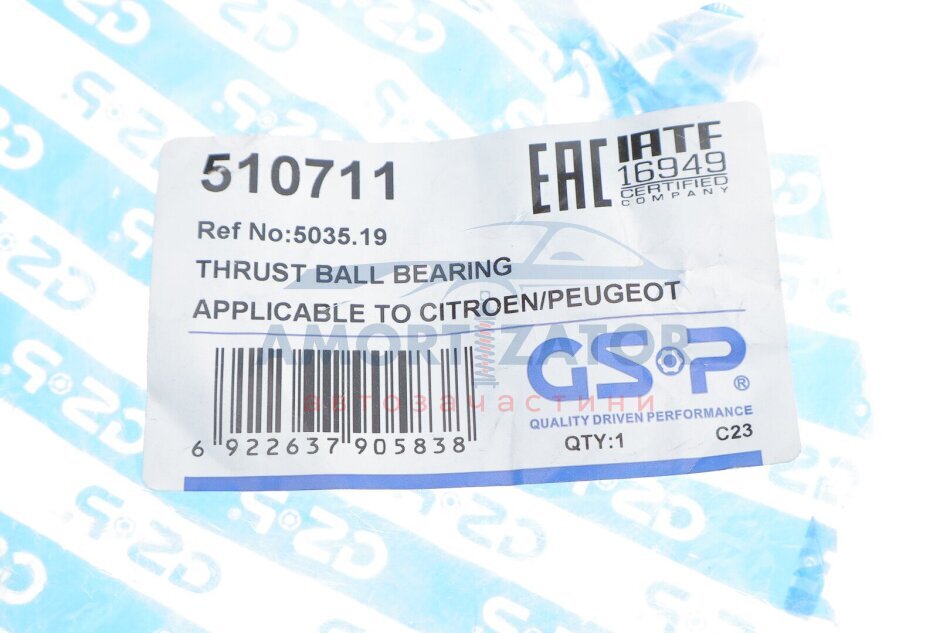 510711
EAC
IATF
16949
CERTIFIED
COMPANY
Ref No:5035.19
THRUST BALL BEARING
APPLICABLE TO CITROEN/PEUGEOT
AMORTIZATOR
автозапчастини
GSP®
QUALITY DRIVEN PERFORMANCE
6 922637 905838
QTY:1
C23